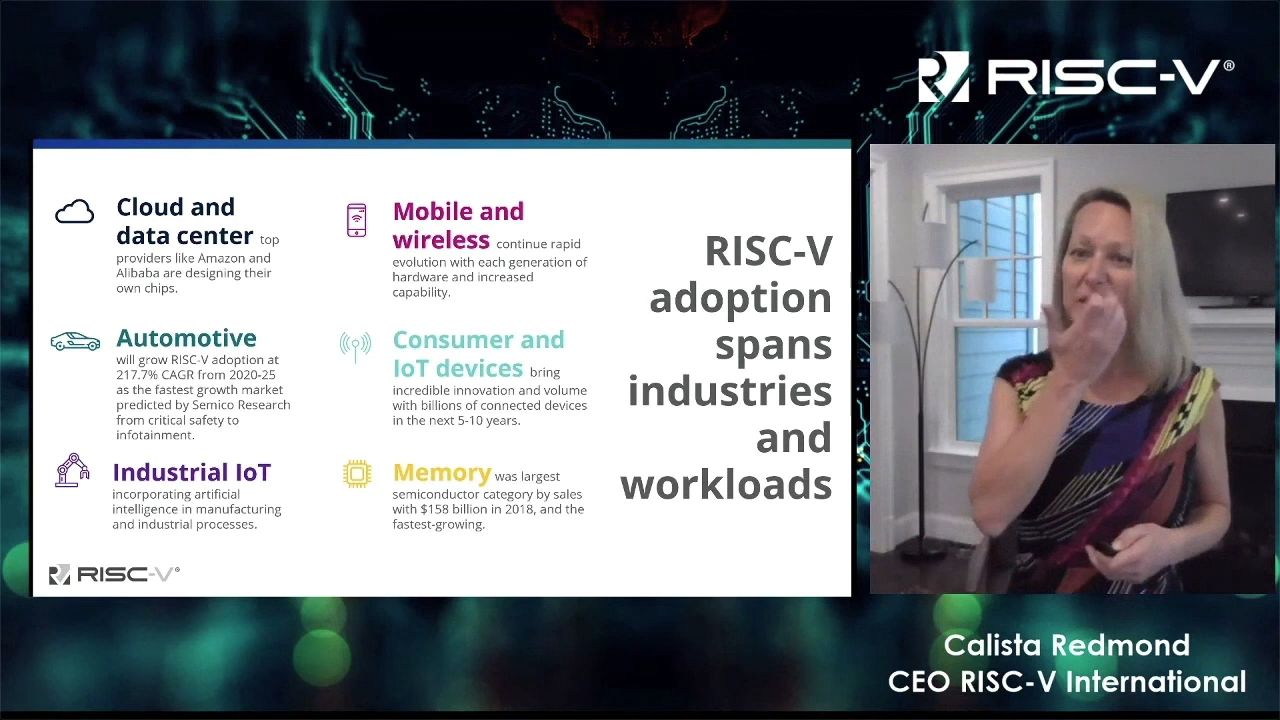 RISC-V®
Cloud and
data center top
providers like Amazon and
Alibaba are designing their
own chips.
Mobile and
wireless continue rapid
evolution with each generation of
hardware and increased
capability.
Automotive
will grow RISC-V adoption at
217.7% CAGR from 2020-25
as the fastest growth market
predicted by Semico Research
from critical safety to
infotainment.
Consumer and
IoT devices bring
incredible innovation and volume
with billions of connected devices
in the next 5-10 years.
Industrial IoT
incorporating artificial
intelligence in manufacturing
and industrial processes.
Memory was largest
semiconductor category by sales
with $158 billion in 2018, and the
fastest-growing.
RISC-V
adoption
spans
industries
and
workloads
RISC-V®
Calista Redmond
CEO RISC-V International